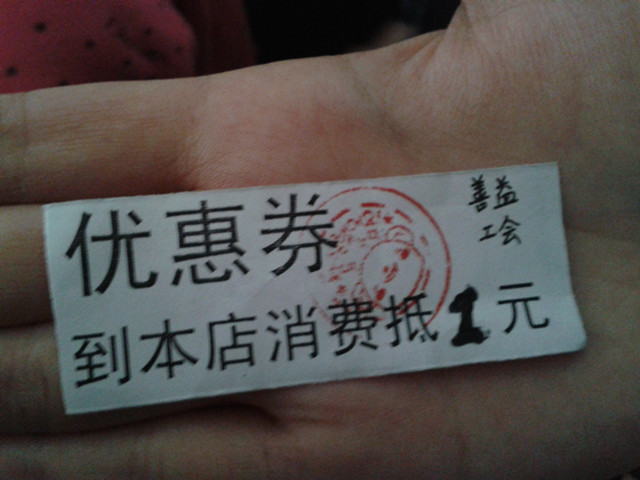 优惠券
善益
工会
到本店消费抵1元